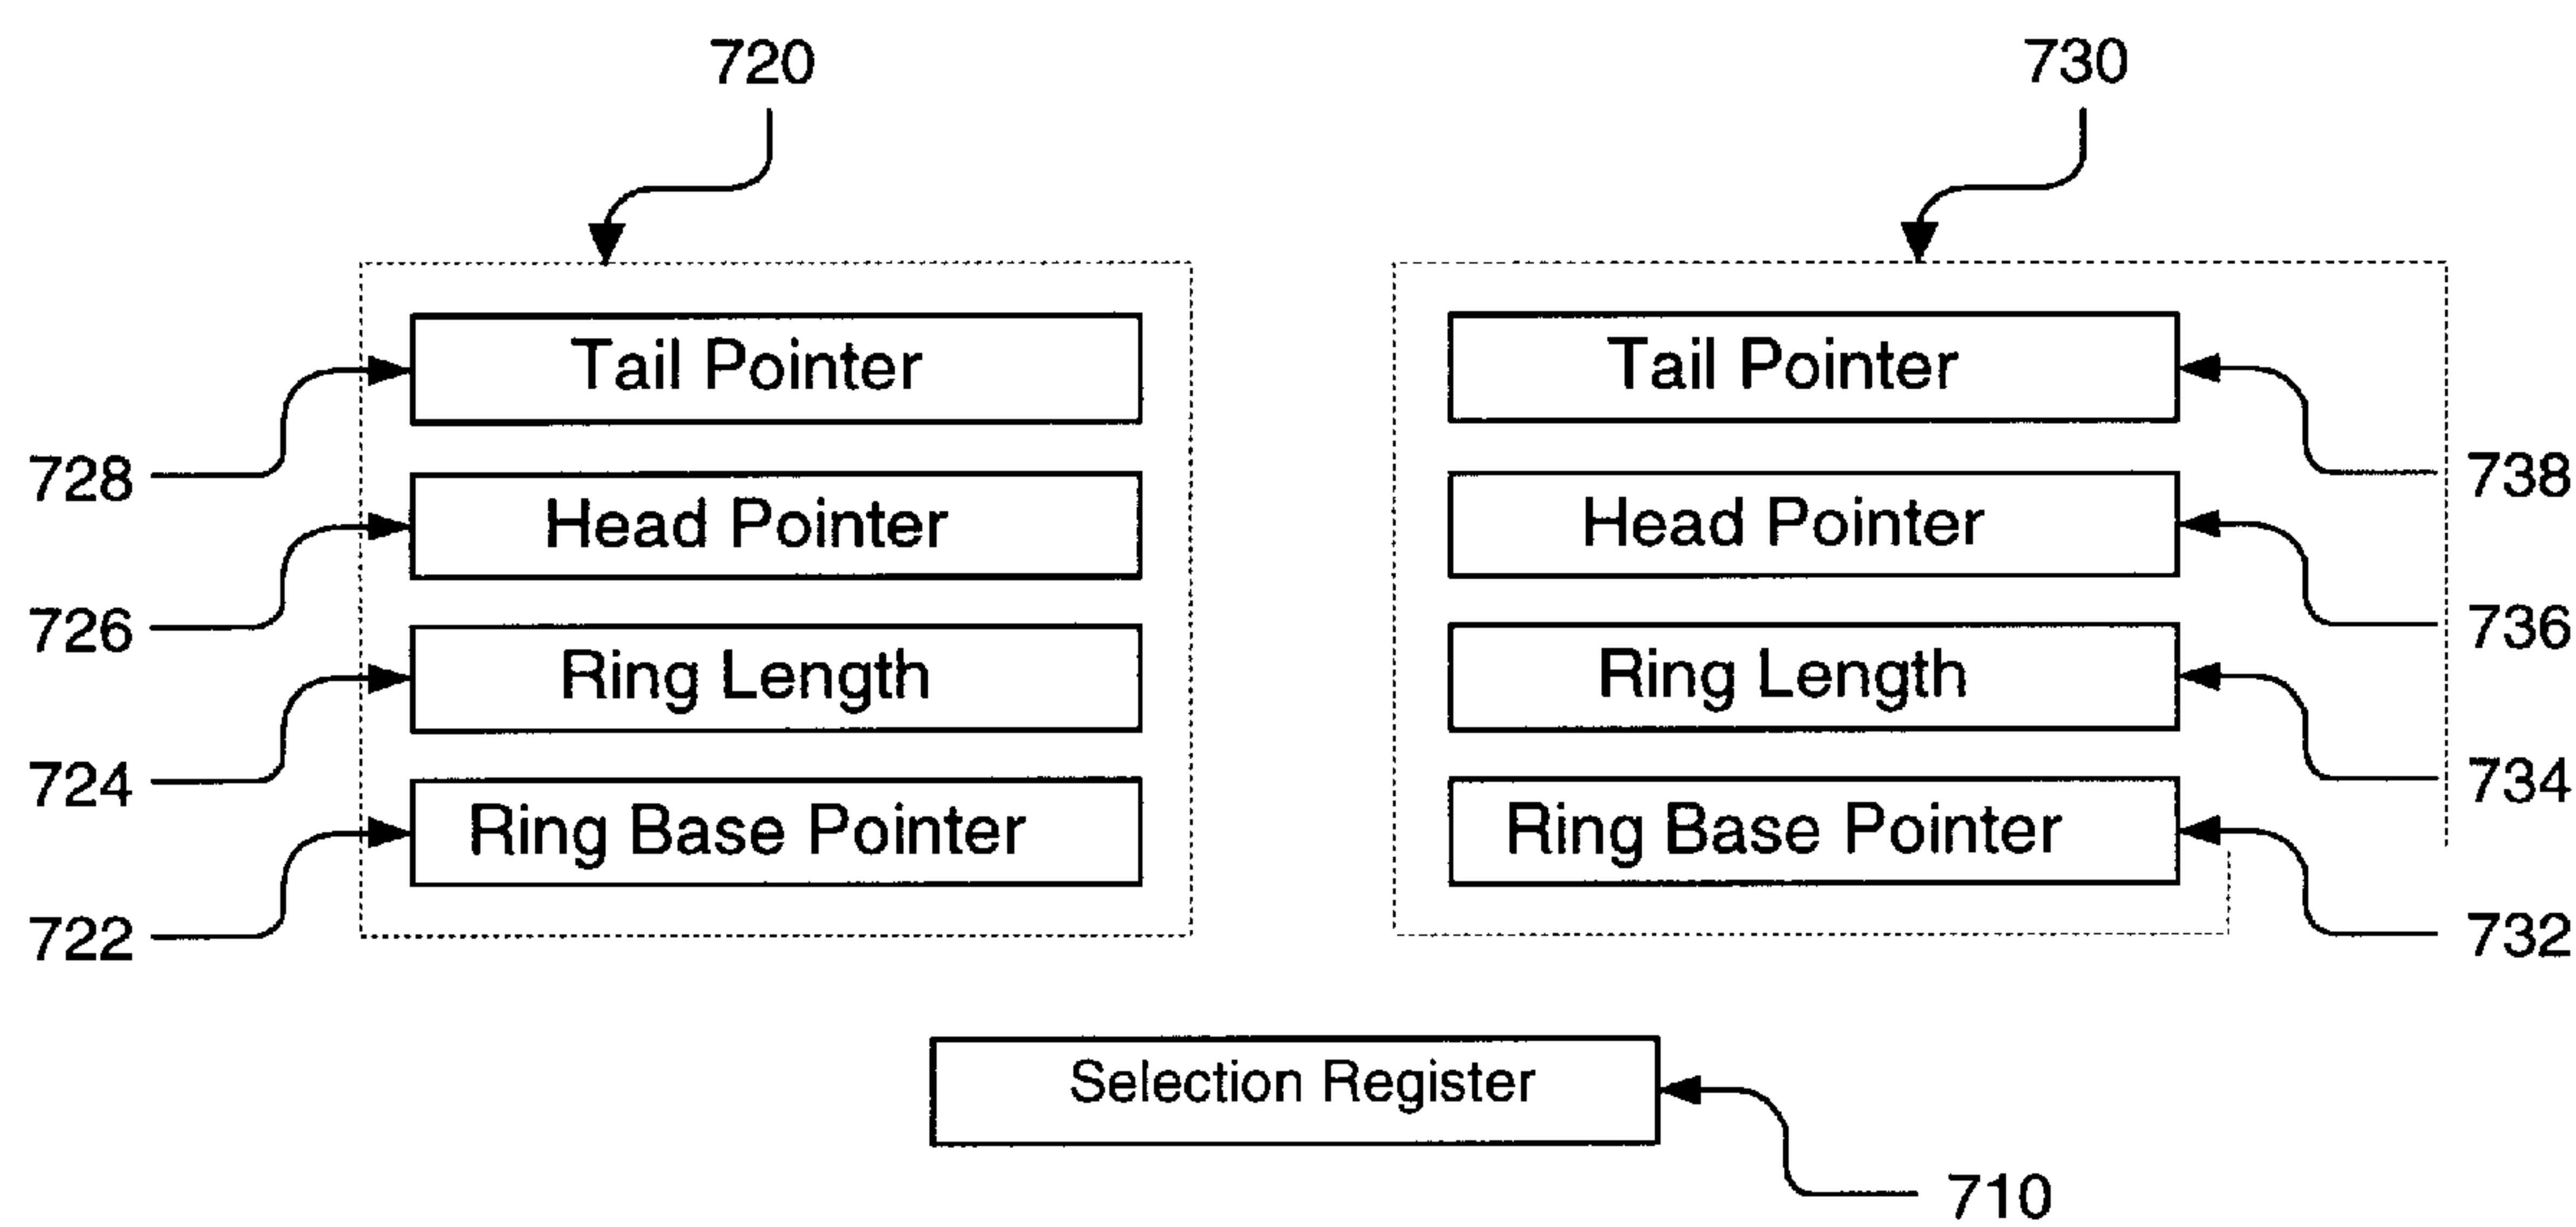 720 730
Tail Pointer Tail Pointer
728 738
Head Pointer Head Pointer
726 736
Ring Length Ring Length
724 734
Ring Base Pointer Ring Base Pointer
722 732
Selection Register
710